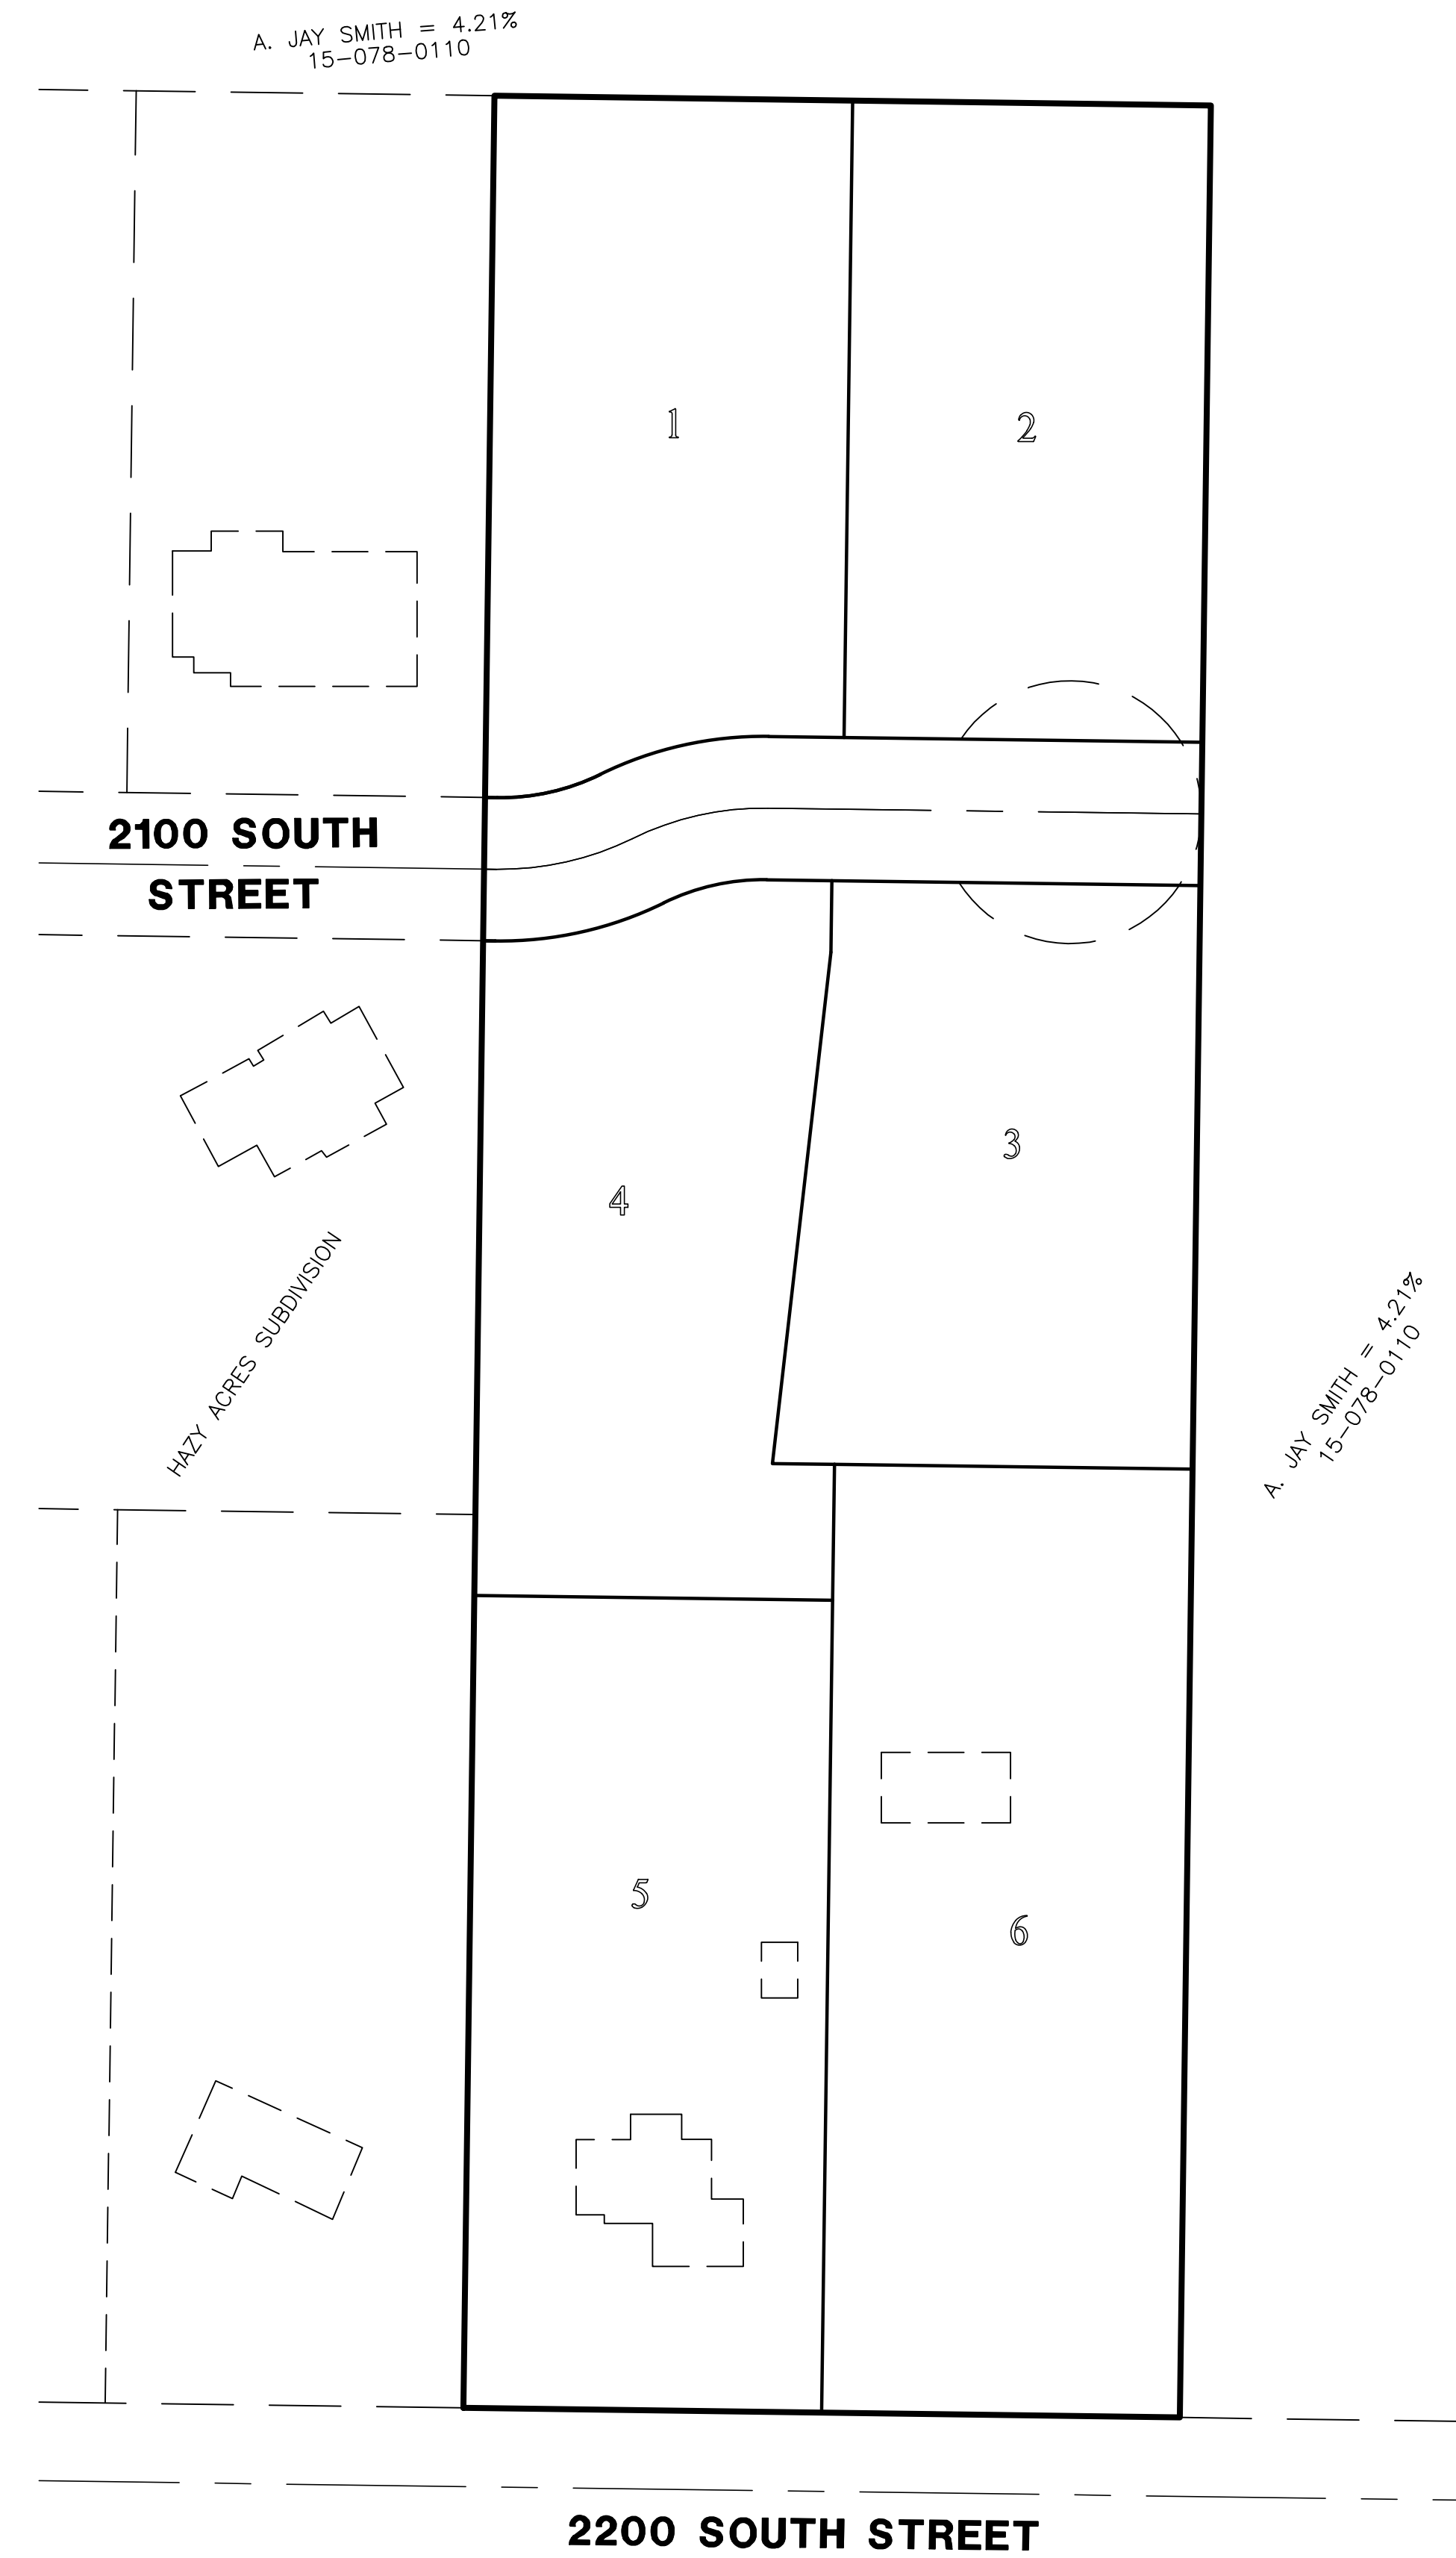 A. JAY SMITH = 4.21%
15-078-0110
1
2
2100 SOUTH
STREET
3
4
HAZY ACRES SUBDIVISION
A. JAY SMITH = 4.21%
15-078-0110
5
6
2200 SOUTH STREET